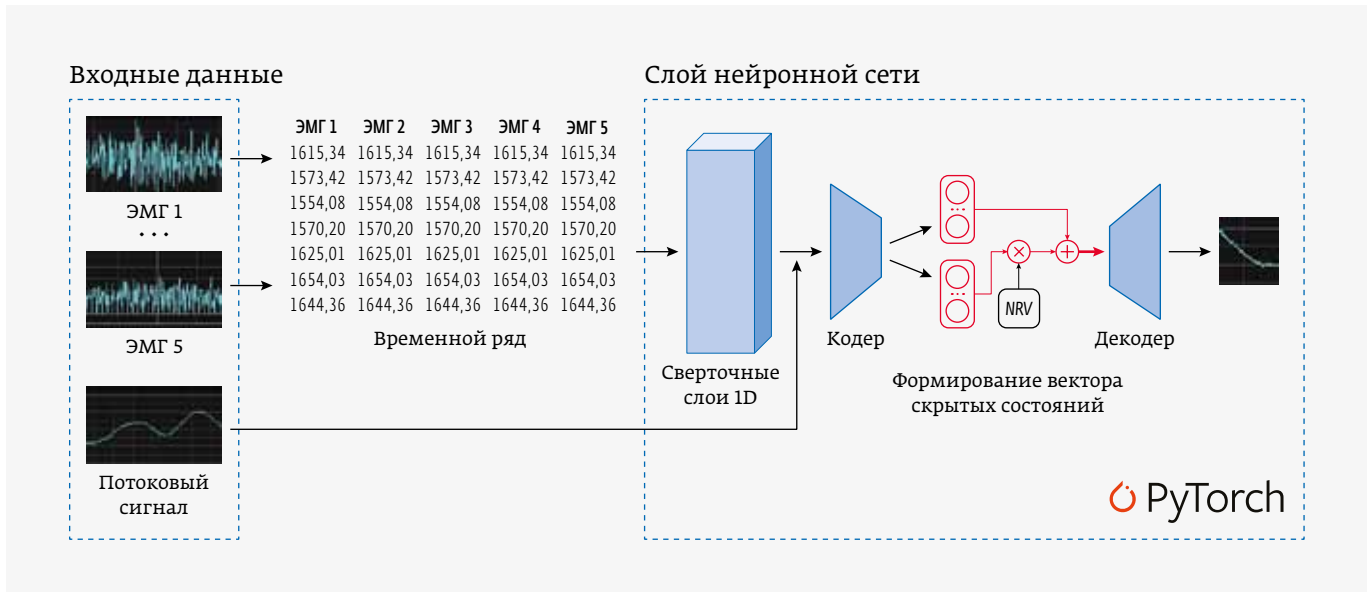 Входные данные
Слой нейронной сети
ЭМГ 1
. . .
ЭМГ 5
Потоковый
сигнал
ЭМГ 1 ЭМГ 2 ЭМГ 3 ЭМГ 4 ЭМГ 5
1615,34 1615,34 1615,34 1615,34 1615,34
1573,42 1573,42 1573,42 1573,42 1573,42
1554,08 1554,08 1554,08 1554,08 1554,08
1570,20 1570,20 1570,20 1570,20 1570,20
1625,01 1625,01 1625,01 1625,01 1625,01
1654,03 1654,03 1654,03 1654,03 1654,03
1644,36 1644,36 1644,36 1644,36 1644,36
Временной ряд
Сверточные
слои 1D
Кодер
NRV
Декодер
Формирование вектора
скрытых состояний
PyTorch